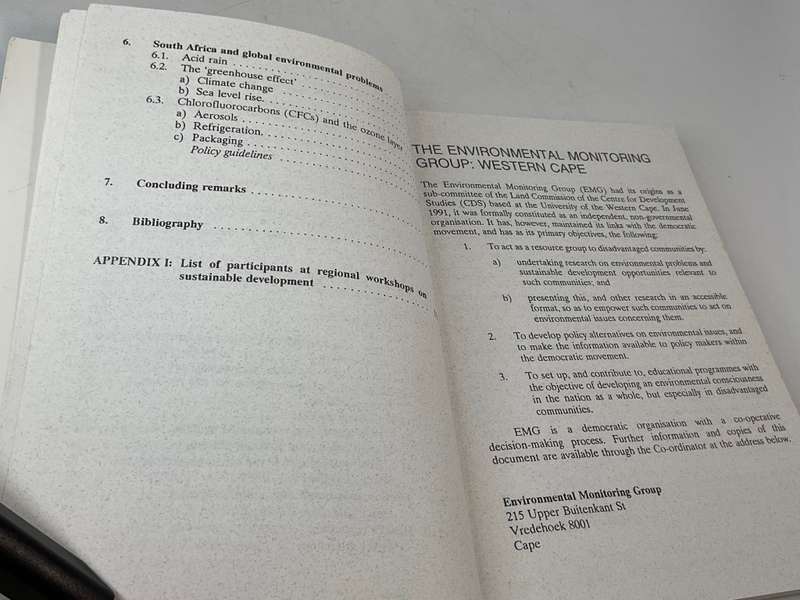 6. South Africa and global environmental problems
6.1. Acid rain . . . . . . . . . . . . . . . . .
6.2. The 'greenhouse effect' . . . . . . . . . . . .
a) Climate change . . . . . . . . . . . . .
b) Sea level rise. . . . . . . . . . . . . . .
6.3. Chlorofluorocarbons (CFCs) and the ozone layer
a) Aerosols . . . . . . . . . . . . . . . .
b) Refrigeration. . . . . . . . . . . . . . .
c) Packaging . . . . . . . . . . . . . . . .
Policy guidelines . . . . . . . . . . . . .
7. Concluding remarks . . . . . . . . . . . . . . .
8. Bibliography . . . . . . . . . . . . . . . . . .
APPENDIX I: List of participants at regional workshops on
sustainable development . . . . . . . . . .
THE ENVIRONMENTAL MONITORING
GROUP: WESTERN CAPE
The Environmental Monitoring Group (EMG) had its origins as a
sub-committee of the Land Commission of the Centre for Development
Studies (CDS) based at the University of the Western Cape. In June
1991, it was formally constituted as an independent, non-governmental
organisation. It has, however, maintained its links with the democratic
movement, and has as its primary objectives, the following:
1. To act as a resource group to disadvantaged communities by:
a) undertaking research on environmental problems and
sustainable development opportunities relevant to
such communities; and
b) presenting this, and other research in an accessible
format, so as to empower such communities to act on
environmental issues concerning them.
2. To develop policy alternatives on environmental issues, and
to make the information available to policy makers within
the democratic movement.
3. To set up, and contribute to, educational programmes with
the objective of developing an environmental consciousness
in the nation as a whole, but especially in disadvantaged
communities.
EMG is a democratic organisation with a co-operative
decision-making process. Further information and copies of this
document are available through the Co-ordinator at the address below.
Environmental Monitoring Group
215 Upper Buitenkant St
Vredehoek 8001
Cape